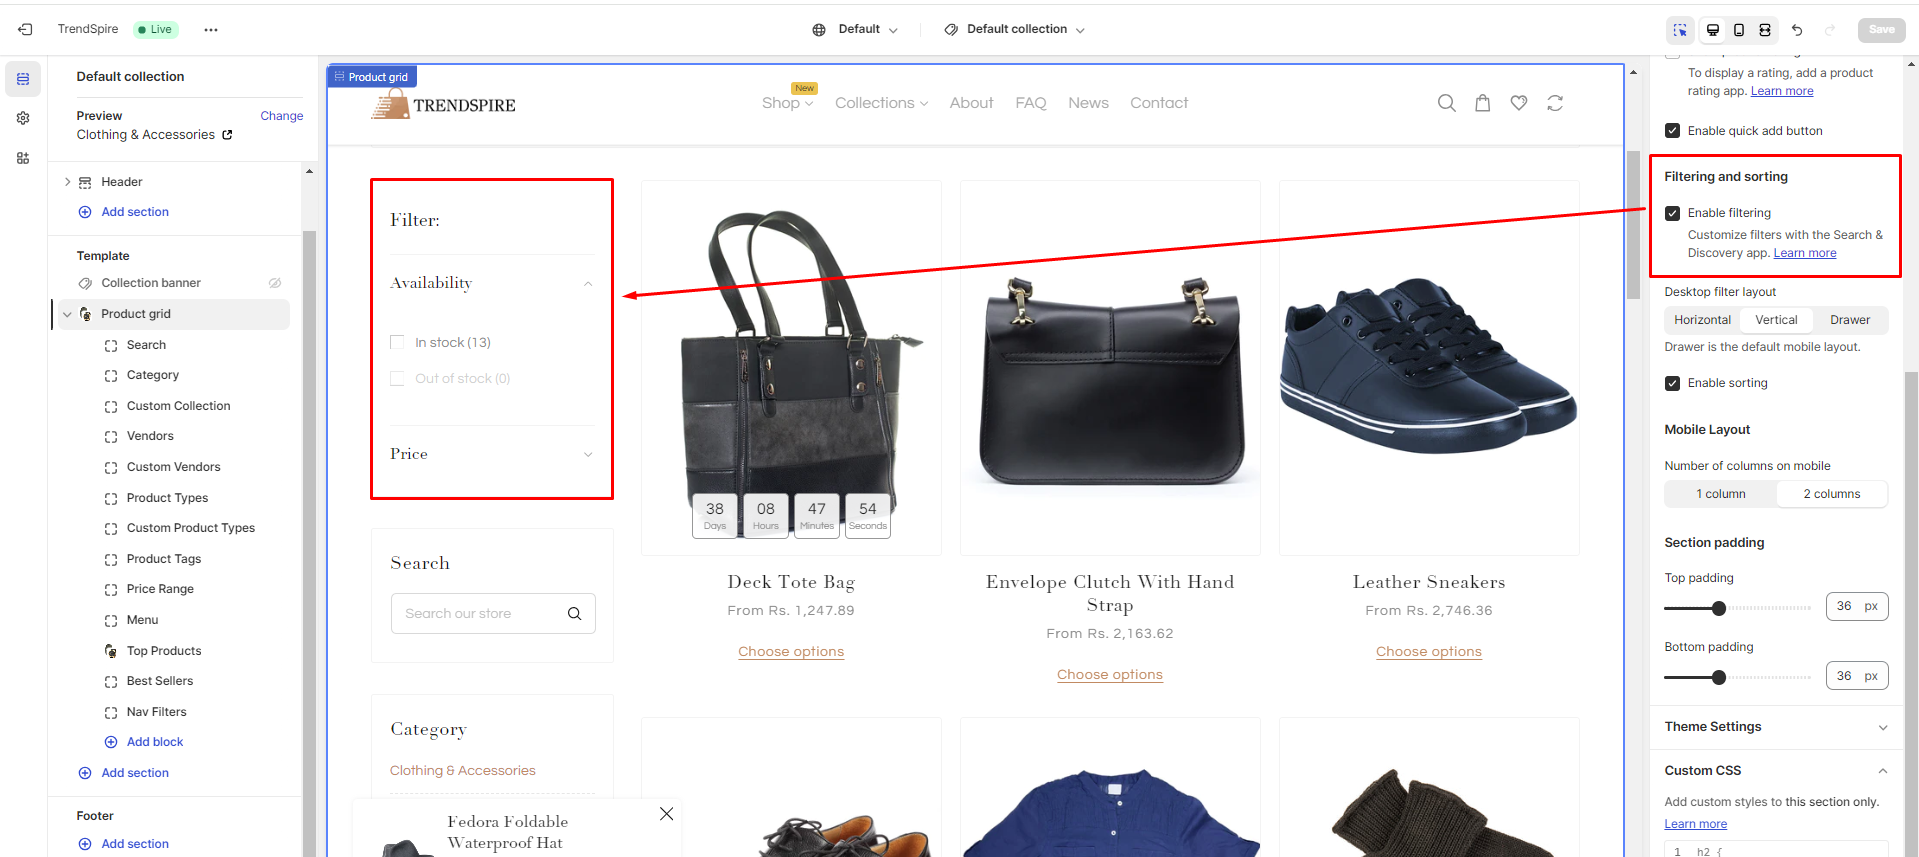 TrendSpire
Live
Default
Default collection
Save
Default collection
Preview
Change
Clothing & Accessories
Header
Add section
Template
Collection banner
Product grid
Search
Category
Custom Collection
Vendors
Custom Vendors
Product Types
Custom Product Types
Product Tags
Price Range
Menu
Top Products
Best Sellers
Nav Filters
Add block
Add section
Footer
Add section
Product grid
TRENDSPIRE
New
Shop
Collections
About
FAQ
News
Contact
Filter:
Availability
In stock (13)
Out of stock (0)
Price
Search
Search our store
Category
Clothing & Accessories
Fedora Foldable
Waterproof Hat
38
Days
08
Hours
47
Minutes
54
Seconds
Deck Tote Bag
From Rs. 1,247.89
Choose options
Envelope Clutch With Hand
Strap
From Rs. 2,163.62
Choose options
Leather Sneakers
From Rs. 2,746.36
Choose options
To display a rating, add a product
rating app. Learn more
Enable quick add button
Filtering and sorting
Enable filtering
Customize filters with the Search &
Discovery app. Learn more
Desktop filter layout
Horizontal
Vertical
Drawer
Drawer is the default mobile layout.
Enable sorting
Mobile Layout
Number of columns on mobile
1 column
2 columns
Section padding
Top padding
36 px
Bottom padding
36 px
Theme Settings
Custom CSS
Add custom styles to this section only.
Learn more
1 h2 {